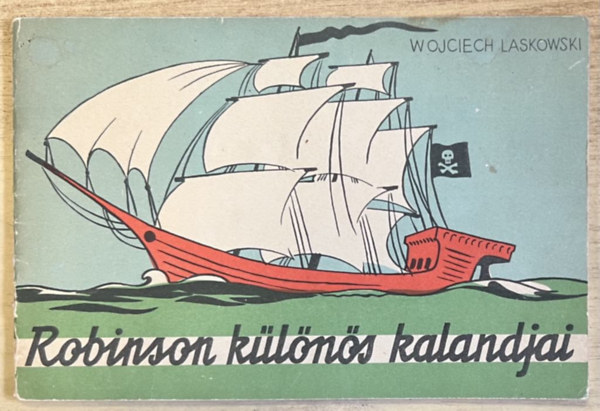 WOJCIECH LASKOWSKI
Robinson különös kalandjai